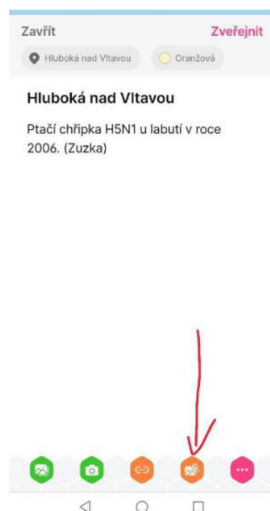 Zavřít Zveřejnit
Hluboká nad Vltavou Oranžová
Hluboká nad Vltavou
Ptačí chřipka H5N1 u labutí v roce
2006. (Zuzka)